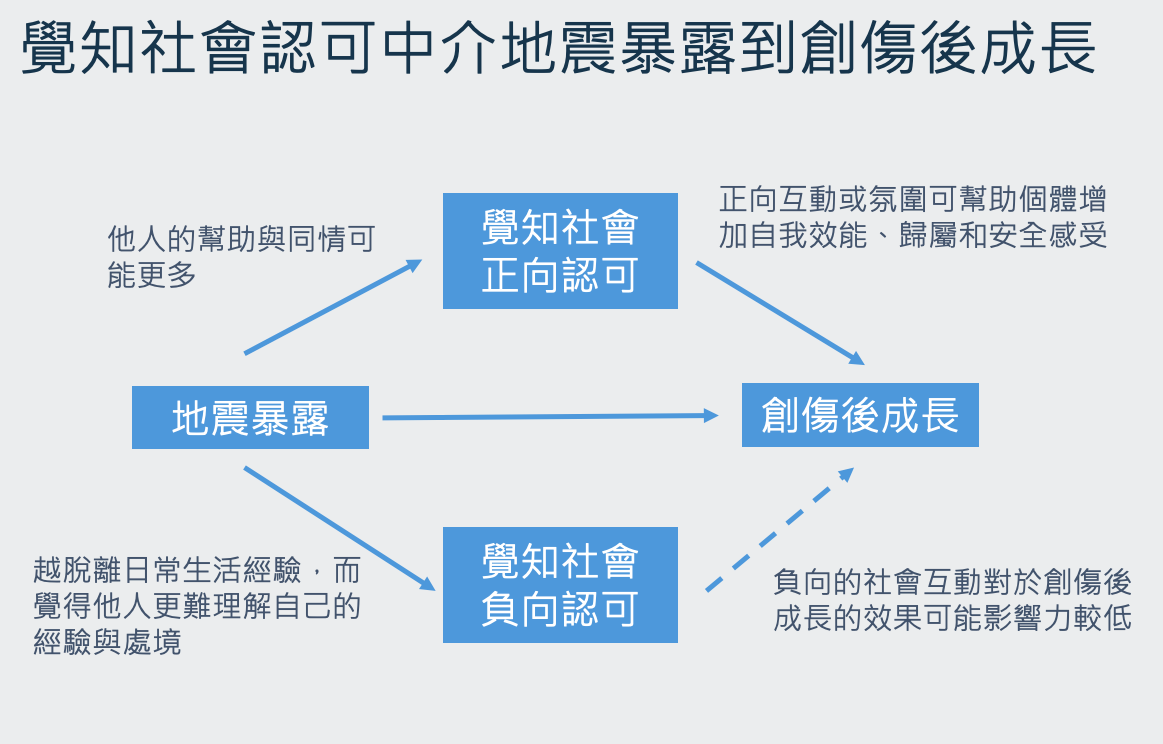 覺知社會認可中介地震暴露到創傷後成長
他人的幫助與同情可
能更多
覺知社會
正向認可
正向互動或氛圍可幫助個體增
加自我效能、歸屬和安全感受
地震暴露
創傷後成長
越脫離日常生活經驗，而
覺得他人更難理解自己的
經驗與處境
覺知社會
負向認可
負向的社會互動對於創傷後
成長的效果可能影響力較低